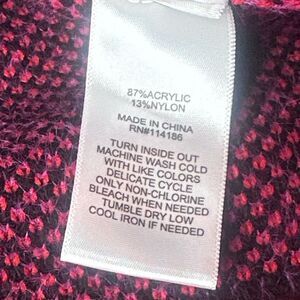 87%ACRYLIC
13%NYLON
MADE IN CHINA
RN#114186
TURN INSIDE OUT
MACHINE WASH COLD
WITH LIKE COLORS
DELICATE CYCLE
ONLY NON-CHLORINE
BLEACH WHEN NEEDED
TUMBLE DRY LOW
COOL IRON IF NEEDED